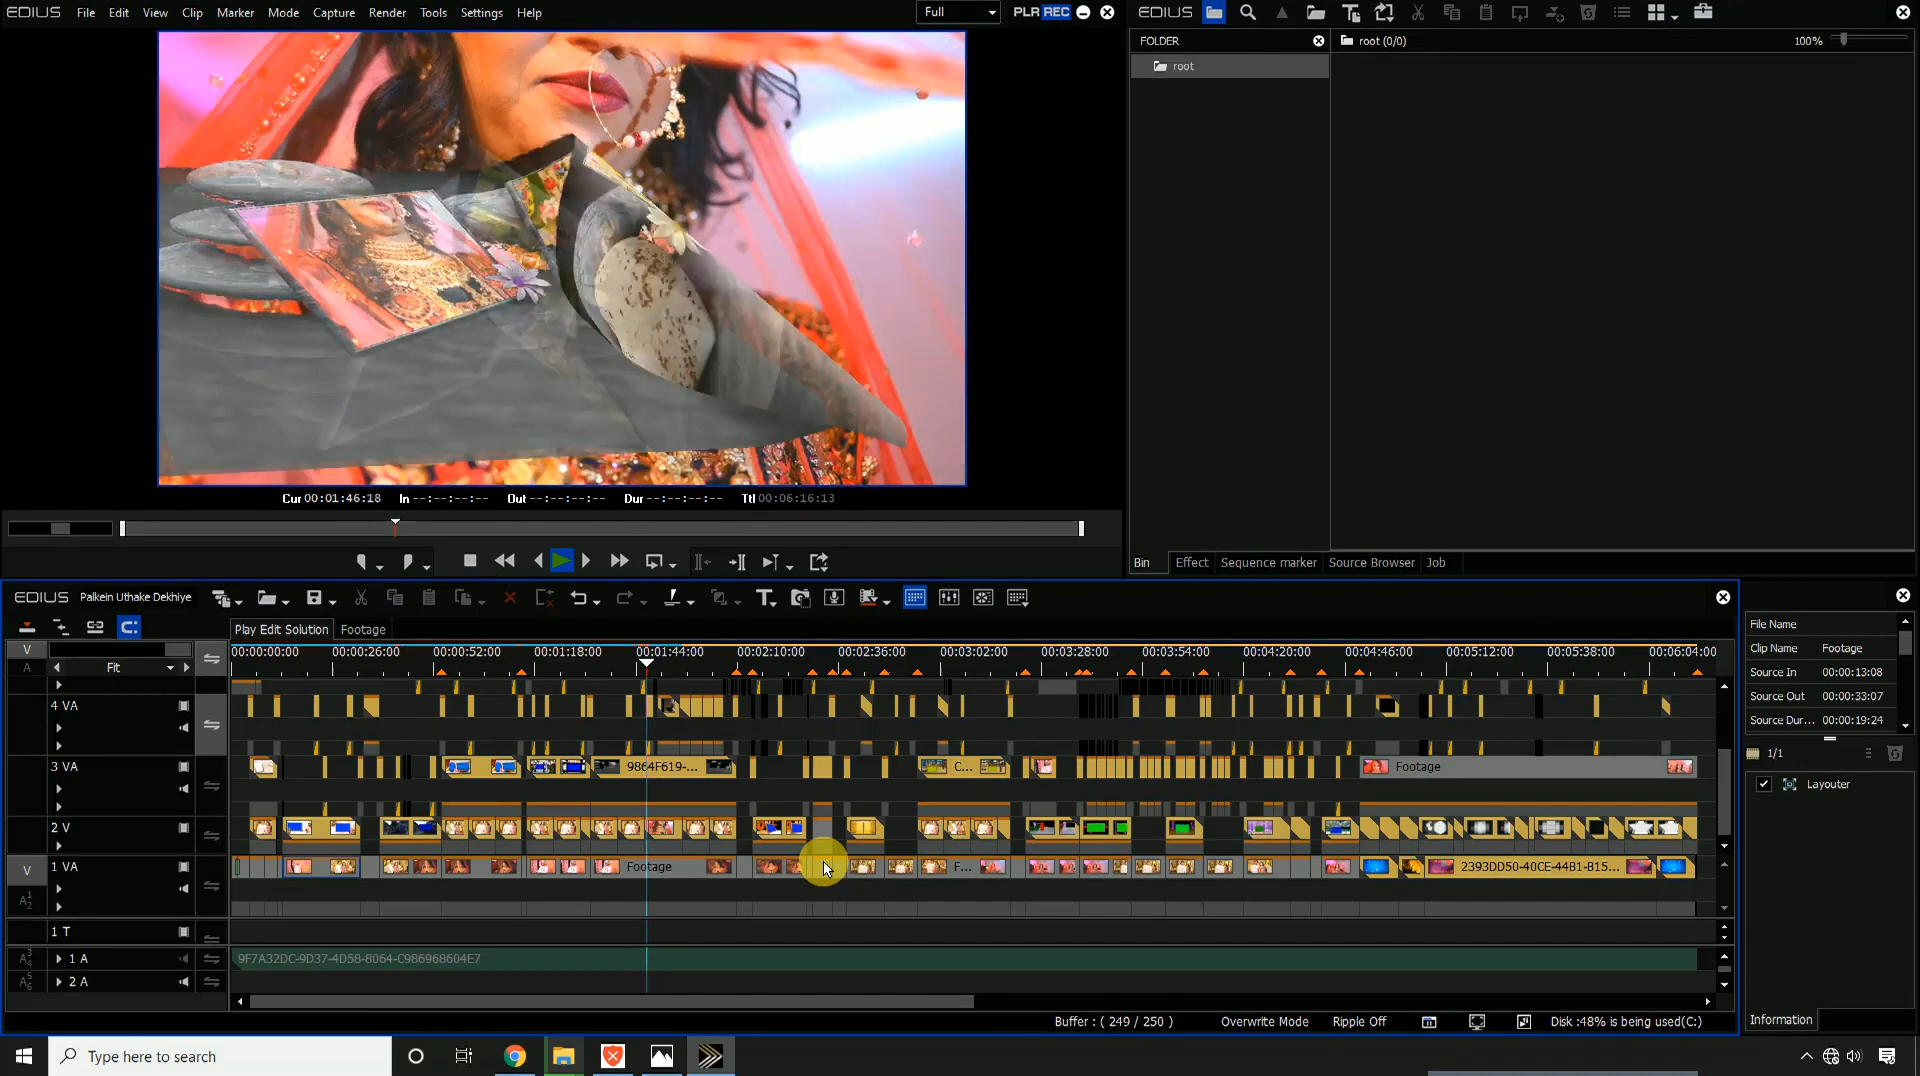 EDIUS File Edit View Clip Marker Mode Capture Render Tools Settings Help Full PLR REC EDIUS
FOLDER root (0/0) 100%
root
Cur 00:01:46:18 In --:--:--:-- Out --:--:--:-- Dur --:--:--:-- Ttl 00:06:16:13
Bin Effect Sequence marker Source Browser Job
EDIUS Palkein Uthake Dekhiye
Play Edit Solution Footage
V 00:00:00:00 00:00:26:00 00:00:52:00 00:01:18:00 00:01:44:00 00:02:10:00 00:02:36:00 00:03:02:00 00:03:28:00 00:03:54:00 00:04:20:00 00:04:46:00 00:05:12:00 00:05:38:00 00:06:04:00
A Fit
4 VA
3 VA 9864F619-... C... Footage
2 V
V 1 VA Footage F... 2393DD50-40CE-44B1-B15...
A 1 2
1 T
A 3 4 1 A 9F7A32DC-9D37-4D58-8064-C986968604E7
A 5 6 2 A
Buffer : ( 249 / 250 ) Overwrite Mode Ripple Off Disk :48% is being used(C:)
File Name
Clip Name Footage
Source In 00:00:13:08
Source Out 00:00:33:07
Source Dur... 00:00:19:24
1/1
Layouter
Information
Type here to search